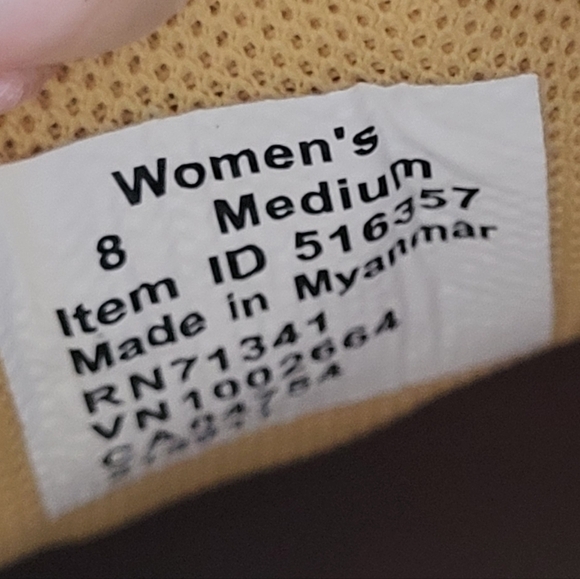 Women's
8 Medium
Item ID 516357
Made in Myanmar
RN71341
VN1002664